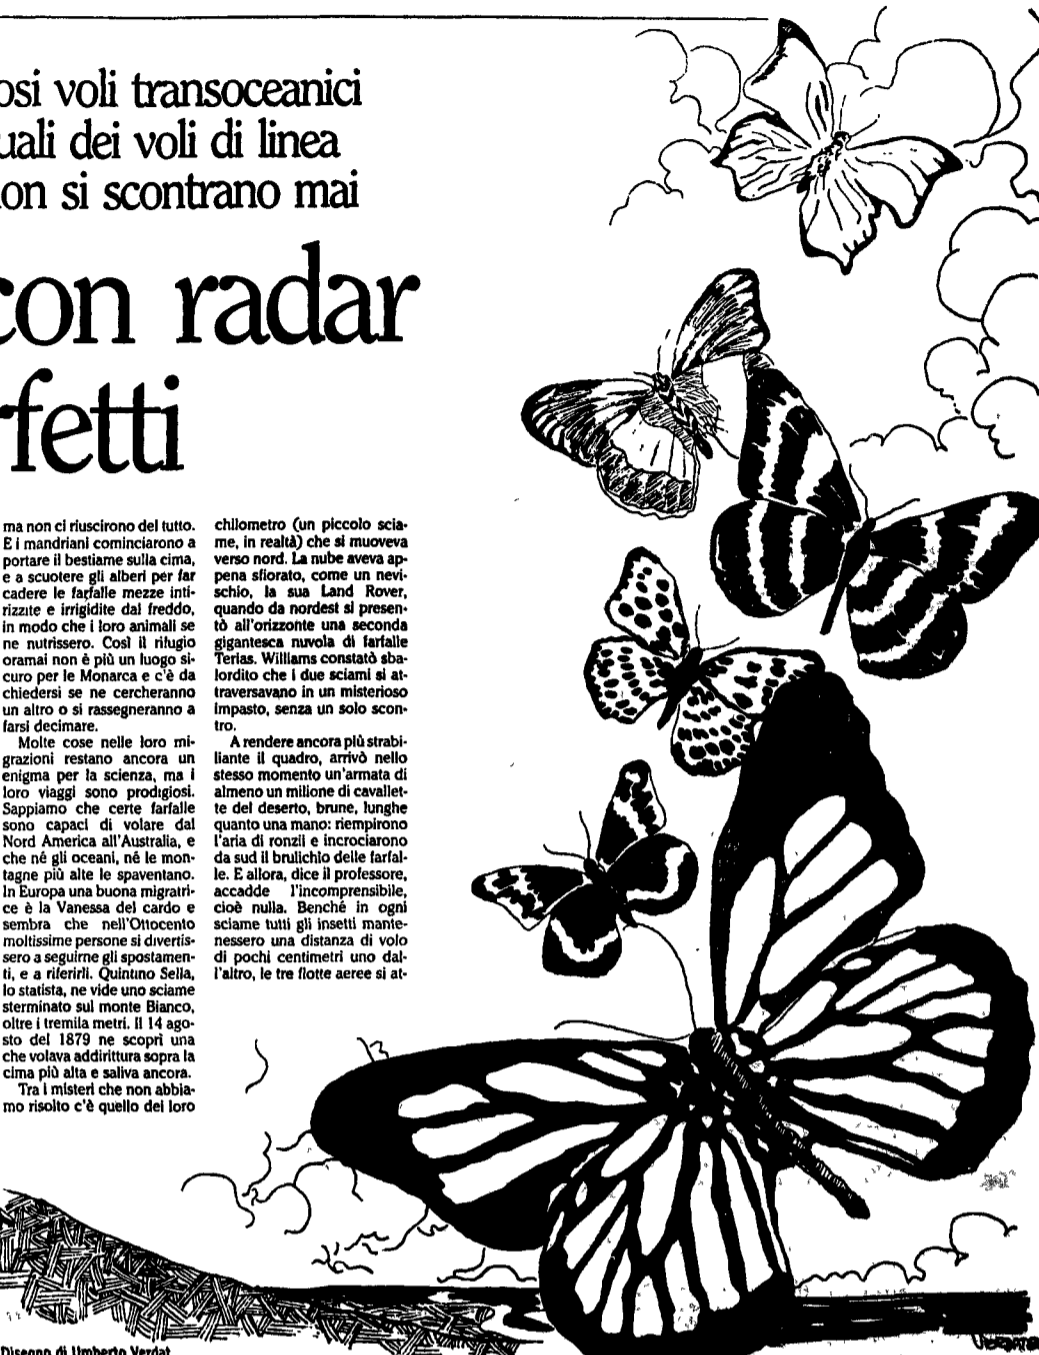 osi voli transoceanici
uali dei voli di linea
on si scontrano mai
con radar
rfetti
ma non ci riuscirono del tutto.
E i mandriani cominciarono a
portare il bestiame sulla cima,
e a scuotere gli alberi per far
cadere le farfalle mezze inti-
rizzite e irrigidite dal freddo,
in modo che i loro animali se
ne nutrissero. Così il rifugio
oramai non è più un luogo si-
curo per le Monarca e c'è da
chiedersi se ne cercheranno
un altro o si rassegneranno a
farsi decimare.
Molte cose nelle loro mi-
grazioni restano ancora un
enigma per la scienza, ma i
loro viaggi sono prodigiosi.
Sappiamo che certe farfalle
sono capaci di volare dal
Nord America all'Australia, e
che né gli oceani, né le mon-
tagne più alte le spaventano.
In Europa una buona migratri-
ce è la Vanessa del cardo e
sembra che nell'Ottocento
moltissime persone si divertis-
sero a seguirne gli spostamen-
ti, e a riferirli. Quintino Sella,
lo statista, ne vide uno sciame
sterminato sul monte Bianco,
oltre i tremila metri. Il 14 ago-
sto del 1879 ne scoprì una
che volava addirittura sopra la
cima più alta e saliva ancora.
Tra i misteri che non abbia-
mo risolto c'è quello dei loro
chilometro (un piccolo scia-
me, in realtà) che si muoveva
verso nord. La nube aveva ap-
pena sfiorato, come un nevi-
schio, la sua Land Rover,
quando da nordest si presen-
tò all'orizzonte una seconda
gigantesca nuvola di farfalle
Terias. Williams constatò sba-
lordito che i due sciami si at-
traversavano in un misterioso
impasto, senza un solo scon-
tro.
A rendere ancora più strabi-
liante il quadro, arrivò nello
stesso momento un'armata di
almeno un milione di cavallet-
te del deserto, brune, lunghe
quanto una mano: riempirono
l'aria di ronzii e incrociarono
da sud il brulichio delle farfal-
le. E allora, dice il professore,
accadde l'incomprensibile,
cioè nulla. Benché in ogni
sciame tutti gli insetti mante-
nessero una distanza di volo
di pochi centimetri uno dal-
l'altro, le tre flotte aeree si at-
Disegno di Umberto Verdat